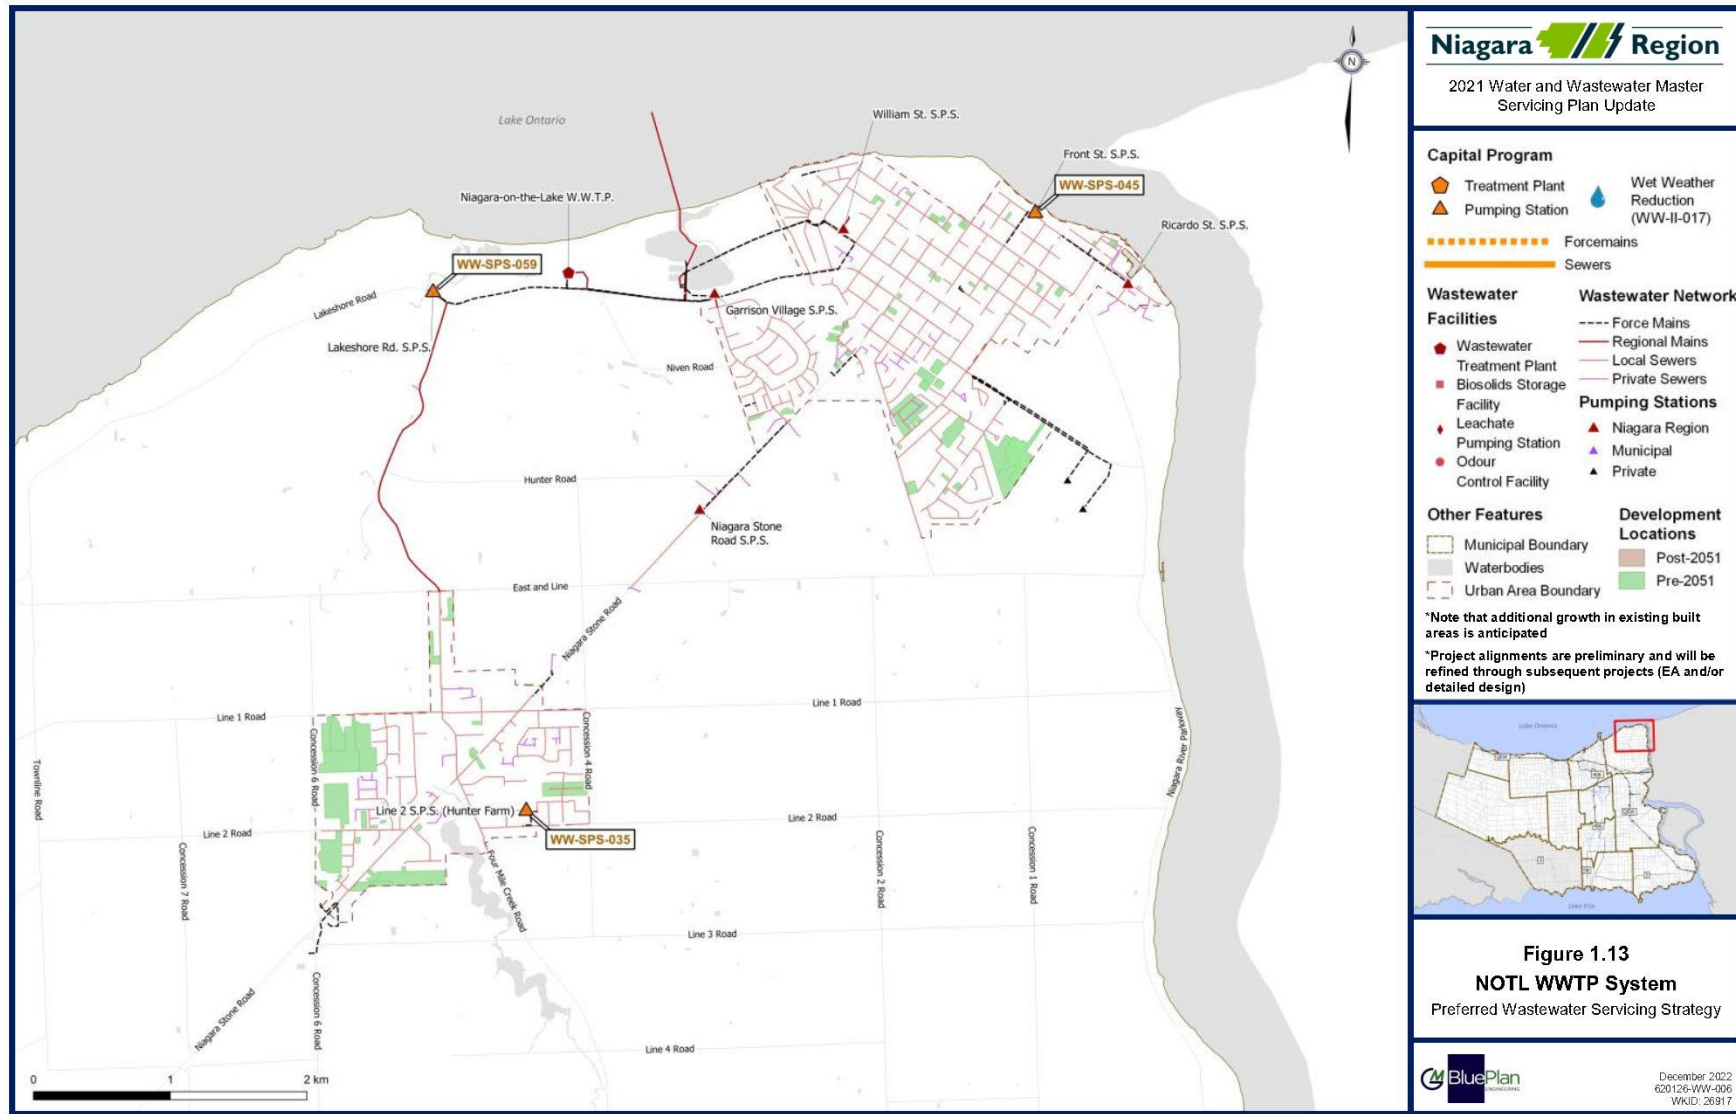 Lake Ontario
William St. S.P.S.
Front St. S.P.S.
WW-SPS-045
Niagara-on-the-Lake W.W.T.P.
Ricardo St. S.P.S.
WW-SPS-059
Lakeshore Road
Garrison Village S.P.S.
Lakeshore Rd. S.P.S.
Niven Road
Hunter Road
Niagara Stone
Road S.P.S.
East and Line
Niagara Stone Road
Line 1 Road
Line 1 Road
Concession 6 Road
Concession 4 Road
Niagara River Parkway
Townline Road
Line 2 S.P.S. (Hunter Farm)
WW-SPS-035
Line 2 Road
Line 2 Road
Concession 7 Road
Four Mile Creek Road
Concession 2 Road
Concession 1 Road
Line 3 Road
Niagara Stone Road
Concession 6 Road
Line 4 Road
0 1 2 km
N
Niagara Region
2021 Water and Wastewater Master
Servicing Plan Update
Capital Program
Treatment Plant
Pumping Station
Wet Weather
Reduction
(WW-II-017)
Forcemains
Sewers
Wastewater
Facilities
Wastewater
Treatment Plant
Biosolids Storage
Facility
Leachate
Pumping Station
Odour
Control Facility
Wastewater Network
Force Mains
Regional Mains
Local Sewers
Private Sewers
Pumping Stations
Niagara Region
Municipal
Private
Other Features
Municipal Boundary
Waterbodies
Urban Area Boundary
Development
Locations
Post-2051
Pre-2051
*Note that additional growth in existing built
areas is anticipated
*Project alignments are preliminary and will be
refined through subsequent projects (EA and/or
detailed design)
Lake Ontario
Lake Erie
Figure 1.13
NOTL WWTP System
Preferred Wastewater Servicing Strategy
GM BluePlan
ENGINEERING
December 2022
620126-WW-006
WKID: 26917